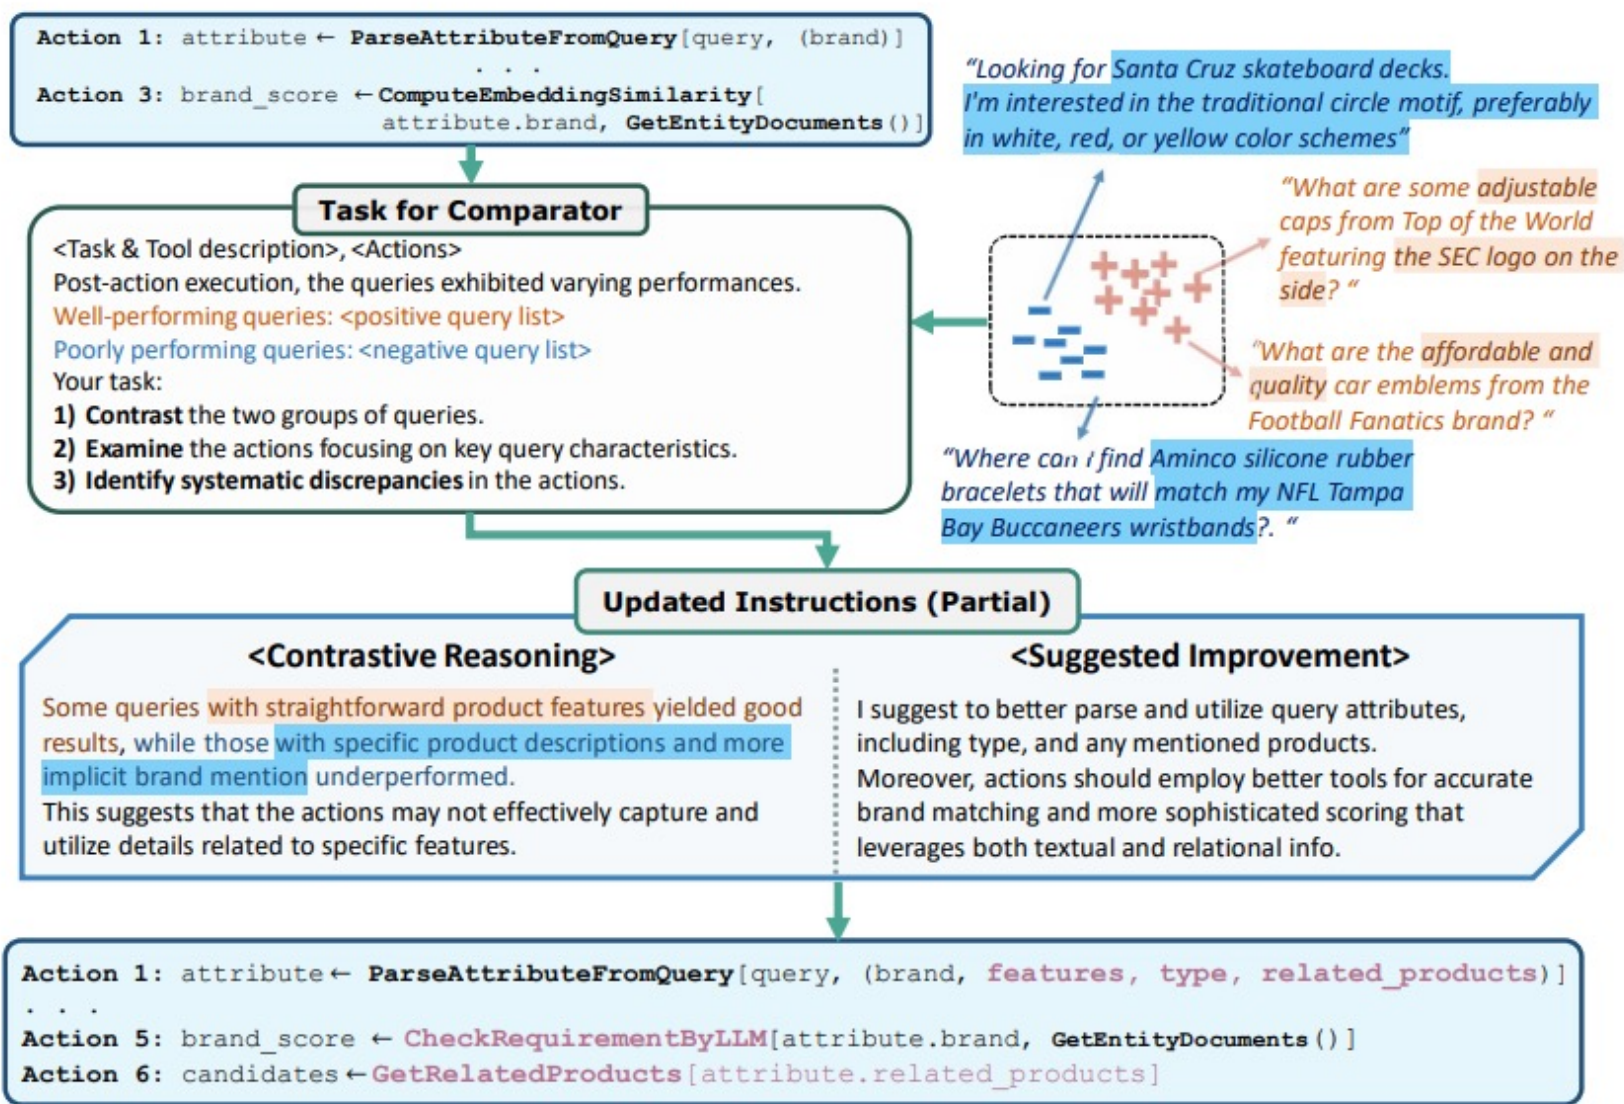 Action 1: attribute ← ParseAttributeFromQuery[query, (brand)]
. . .
Action 3: brand_score ←ComputeEmbeddingSimilarity[
attribute.brand, GetEntityDocuments()]
“Looking for Santa Cruz skateboard decks.
I'm interested in the traditional circle motif, preferably
in white, red, or yellow color schemes”
“What are some adjustable
caps from Top of the World
featuring the SEC logo on the
side? “
“What are the affordable and
quality car emblems from the
Football Fanatics brand? “
“Where can I find Aminco silicone rubber
bracelets that will match my NFL Tampa
Bay Buccaneers wristbands?. “
Task for Comparator
<Task & Tool description>, <Actions>
Post-action execution, the queries exhibited varying performances.
Well-performing queries: <positive query list>
Poorly performing queries: <negative query list>
Your task:
1) Contrast the two groups of queries.
2) Examine the actions focusing on key query characteristics.
3) Identify systematic discrepancies in the actions.
Updated Instructions (Partial)
<Contrastive Reasoning>
Some queries with straightforward product features yielded good
results, while those with specific product descriptions and more
implicit brand mention underperformed.
This suggests that the actions may not effectively capture and
utilize details related to specific features.
<Suggested Improvement>
I suggest to better parse and utilize query attributes,
including type, and any mentioned products.
Moreover, actions should employ better tools for accurate
brand matching and more sophisticated scoring that
leverages both textual and relational info.
Action 1: attribute← ParseAttributeFromQuery[query, (brand, features, type, related_products)]
. . .
Action 5: brand_score ← CheckRequirementByLLM[attribute.brand, GetEntityDocuments()]
Action 6: candidates←GetRelatedProducts[attribute.related_products]